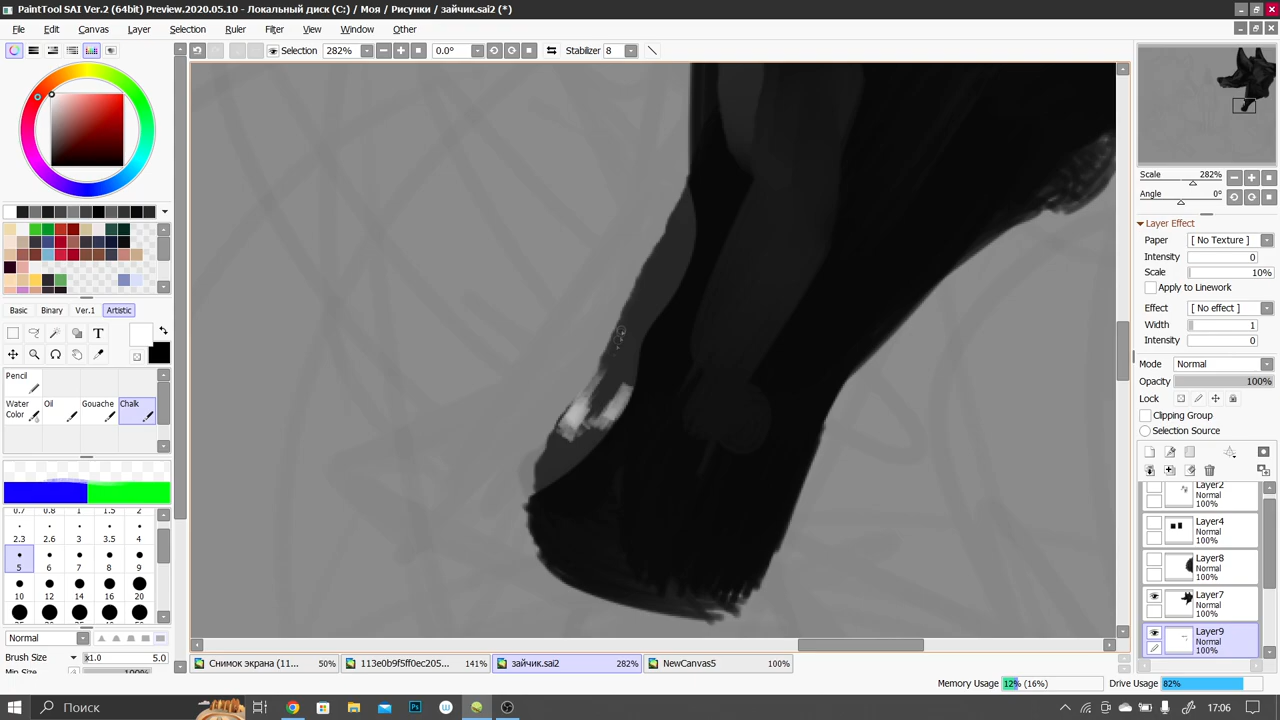 PaintTool SAI Ver.2 (64bit) Preview.2020.05.10 - Локальный диск (C:) / Моя / Рисунки / зайчик.sai2 (*)
File Edit Canvas Layer Selection Ruler Filter View Window Other
Selection 282% 0.0° Stabilizer 8
Scale 282%
Angle 0°
Layer Effect
Paper [ No Texture ]
Intensity 0
Scale 10%
Apply to Linework
Effect [ No effect ]
Width 1
Intensity 0
Mode Normal
Opacity 100%
Lock
Clipping Group
Selection Source
Basic Binary Ver.1 Artistic
T
Pencil
Water Color Oil Gouache Chalk
0.7 0.8 1 1.5 2
2.3 2.6 3 3.5 4
5 6 7 8 9
10 12 14 16 20
Normal
Brush Size x1.0 5.0
Layer2
Normal
100%
Layer4
Normal
100%
Layer8
Normal
100%
Layer7
Normal
100%
Layer9
Normal
100%
Снимок экрана (11... 50% 113e0b9f5ff0ec205... 141% зайчик.sai2 282% NewCanvas5 100%
Memory Usage 12% (16%) Drive Usage 82%
Поиск Ps 17:06